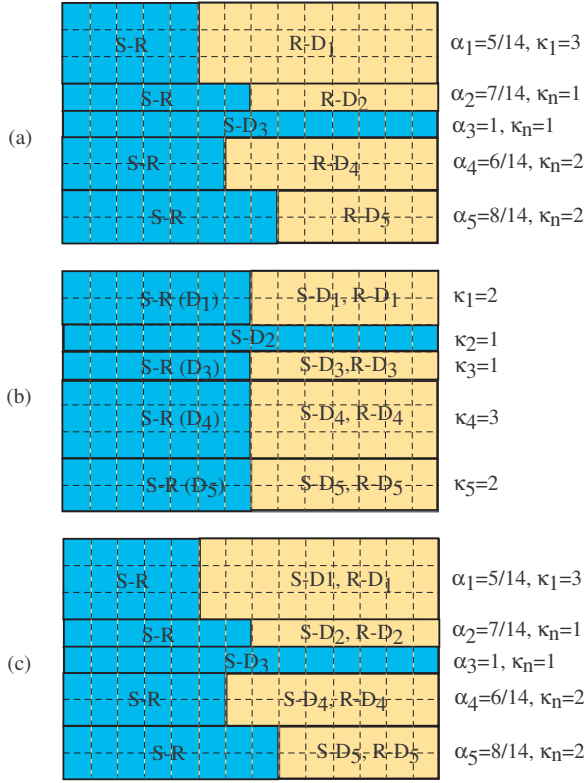 S-R R-D₁ α₁=5/14, κ₁=3
S-R R-D₂ α₂=7/14, κₙ=1
(a) S-D₃ α₃=1, κₙ=1
S-R R-D₄ α₄=6/14, κₙ=2
S-R R-D₅ α₅=8/14, κₙ=2
S-R (D₁) S-D₁, R-D₁ κ₁=2
S-D₂ κ₂=1
S-R (D₃) S-D₃,R-D₃ κ₃=1
(b) S-R (D₄) S-D₄, R-D₄ κ₄=3
S-R (D₅) S-D₅, R-D₅ κ₅=2
S-R S-D1, R-D₁ α₁=5/14, κ₁=3
S-R S-D₂, R-D₂ α₂=7/14, κₙ=1
(c) S-D₃ α₃=1, κₙ=1
S-R S-D₄, R-D₄ α₄=6/14, κₙ=2
S-R S-D₅, R-D₅ α₅=8/14, κₙ=2